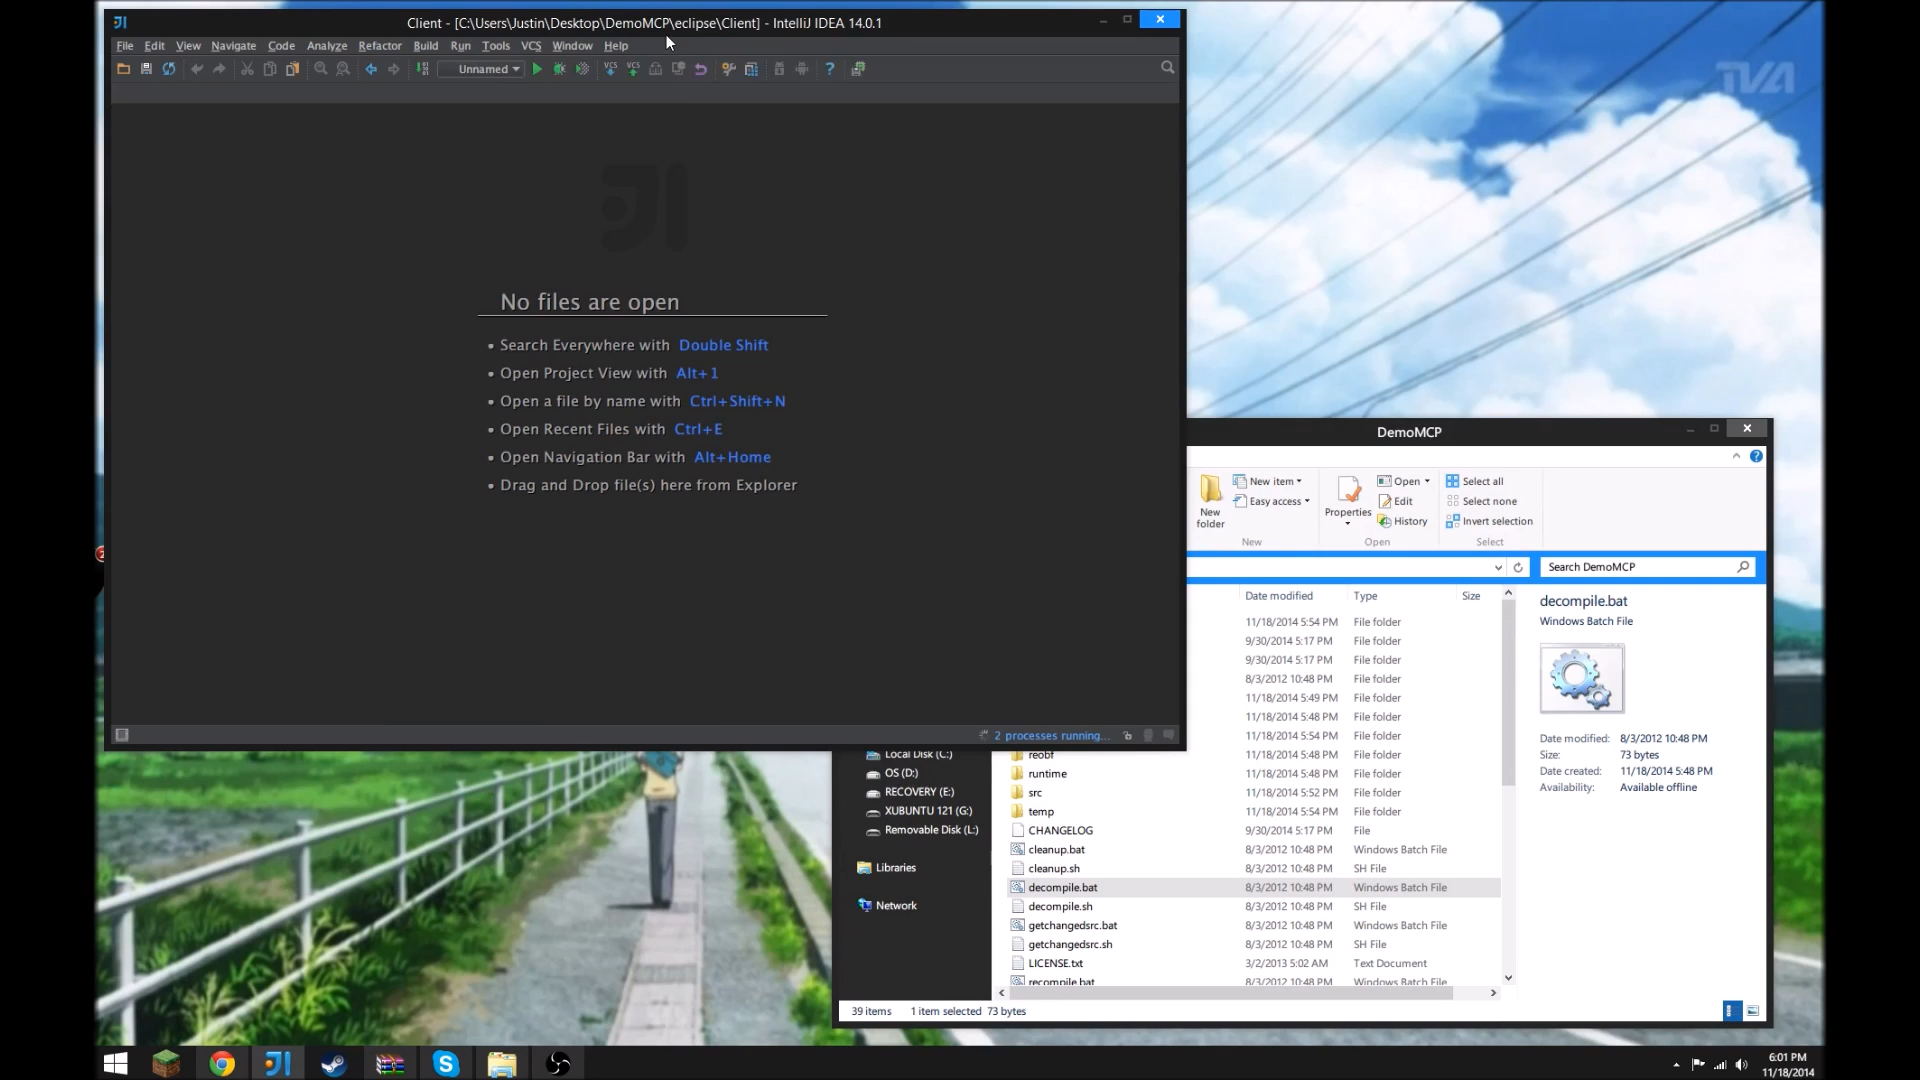 Client - [C:\Users\Justin\Desktop\DemoMCP\eclipse\Client] - IntelliJ IDEA 14.0.1
File Edit View Navigate Code Analyze Refactor Build Run Tools VCS Window Help
Unnamed
VCS VCS
TVA
No files are open
Search Everywhere with Double Shift
Open Project View with Alt+1
Open a file by name with Ctrl+Shift+N
Open Recent Files with Ctrl+E
Open Navigation Bar with Alt+Home
Drag and Drop file(s) here from Explorer
2 processes running...
DemoMCP
New folder
New item
Easy access
New
Properties
Open
Edit
History
Open
Select all
Select none
Invert selection
Select
Search DemoMCP
Date modified Type Size
11/18/2014 5:54 PM File folder
9/30/2014 5:17 PM File folder
9/30/2014 5:17 PM File folder
8/3/2012 10:48 PM File folder
11/18/2014 5:49 PM File folder
11/18/2014 5:48 PM File folder
11/18/2014 5:54 PM File folder
reobf 11/18/2014 5:48 PM File folder
runtime 11/18/2014 5:48 PM File folder
src 11/18/2014 5:52 PM File folder
temp 11/18/2014 5:54 PM File folder
CHANGELOG 9/30/2014 5:17 PM File
cleanup.bat 8/3/2012 10:48 PM Windows Batch File
cleanup.sh 8/3/2012 10:48 PM SH File
decompile.bat 8/3/2012 10:48 PM Windows Batch File
decompile.sh 8/3/2012 10:48 PM SH File
getchangedsrc.bat 8/3/2012 10:48 PM Windows Batch File
getchangedsrc.sh 8/3/2012 10:48 PM SH File
LICENSE.txt 3/2/2013 5:02 AM Text Document
recompile.bat 8/3/2012 10:48 PM Windows Batch File
Local Disk (C:)
OS (D:)
RECOVERY (E:)
XUBUNTU 121 (G:)
Removable Disk (L:)
Libraries
Network
decompile.bat
Windows Batch File
Date modified: 8/3/2012 10:48 PM
Size: 73 bytes
Date created: 11/18/2014 5:48 PM
Availability: Available offline
39 items 1 item selected 73 bytes
6:01 PM
11/18/2014